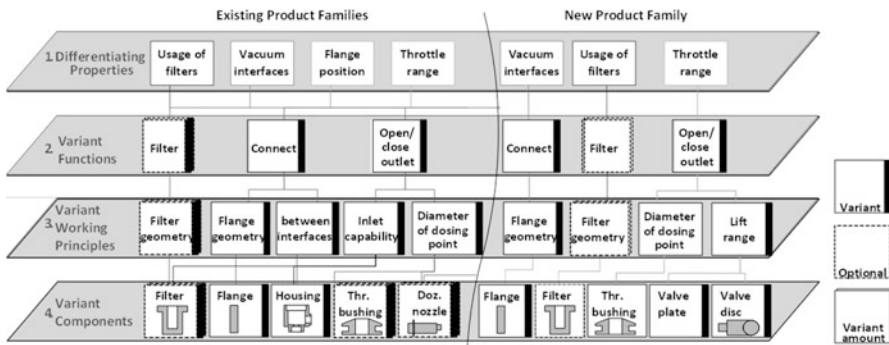 Existing Product Families
New Product Family
1. Differentiating
Properties
Usage of
filters
Vacuum
interfaces
Flange
position
Throttle
range
Vacuum
interfaces
Usage of
filters
Throttle
range
2. Variant
Functions
Filter
Connect
Open/
close
outlet
Connect
Filter
Open/
close
outlet
3. Variant
Working
Principles
Filter
geometry
Flange
geometry
between
interfaces
Inlet
capability
Diameter
of dosing
point
Flange
geometry
Filter
geometry
Diameter
of dosing
point
Lift
range
4. Variant
Components
Filter
Flange
Housing
Thr.
bushing
Doz.
nozzle
Flange
Filter
Thr.
bushing
Valve
plate
Valve
disc
Variant
Optional
Variant
amount